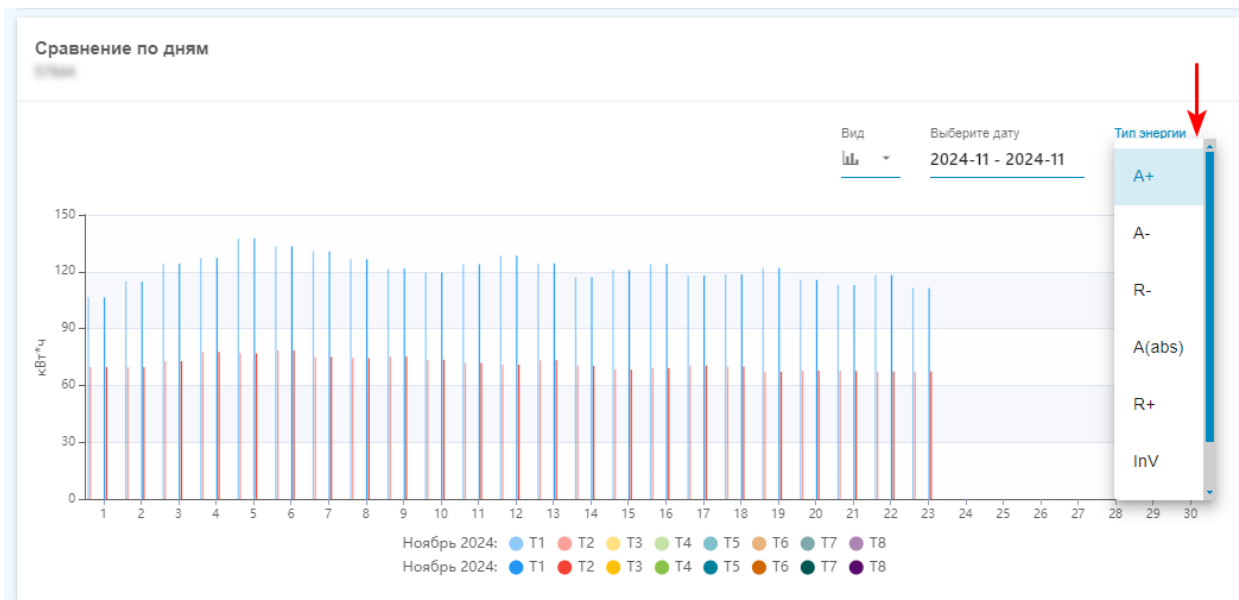 Сравнение по дням
Вид
Выберите дату
Тип энергии
2024-11 - 2024-11
A+
A-
R-
A(abs)
R+
InV
150
120
90
60
30
0
кВт*ч
1 2 3 4 5 6 7 8 9 10 11 12 13 14 15 16 17 18 19 20 21 22 23 24 25 26 27 28 29 30
Ноябрь 2024: T1 T2 T3 T4 T5 T6 T7 T8
Ноябрь 2024: T1 T2 T3 T4 T5 T6 T7 T8